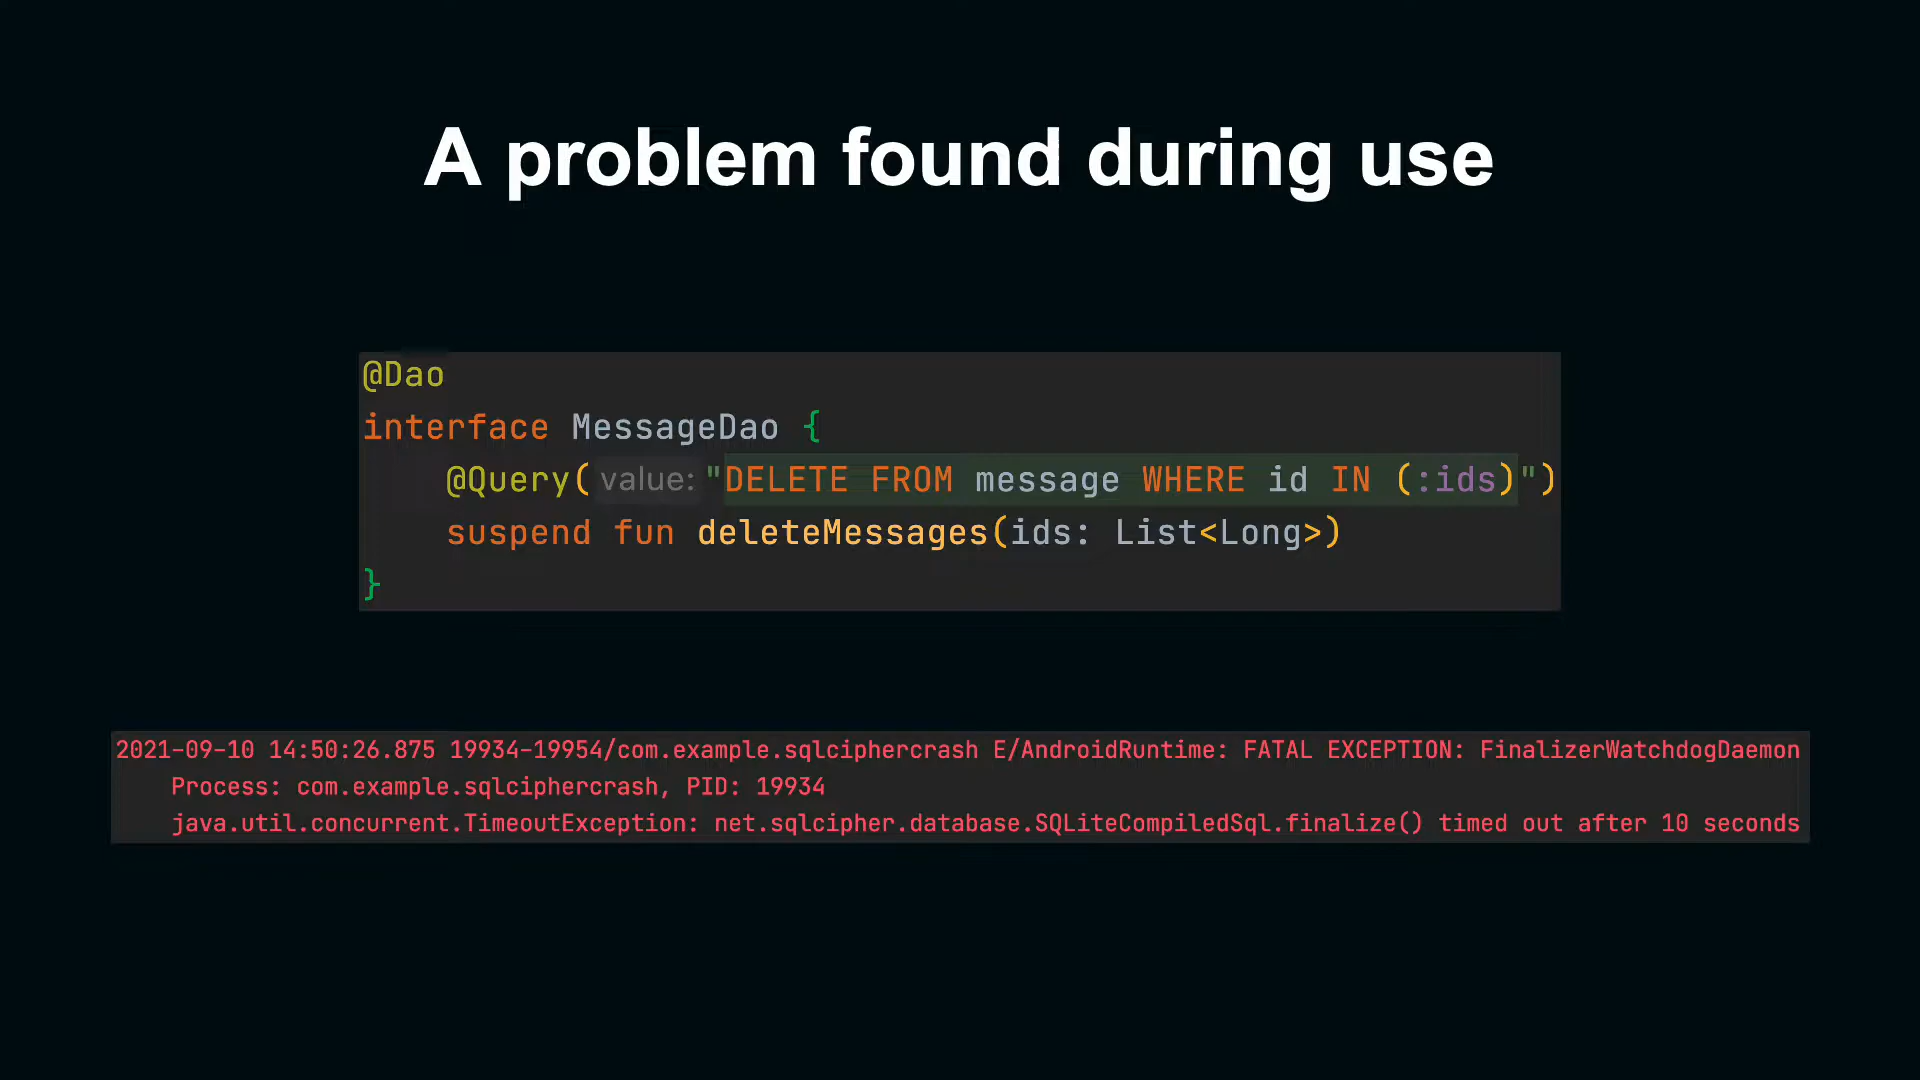 A problem found during use
@Dao
interface MessageDao {
@Query( value: "DELETE FROM message WHERE id IN (:ids)")
suspend fun deleteMessages(ids: List<Long>)
}
2021-09-10 14:50:26.875 19934-19954/com.example.sqlciphercrash E/AndroidRuntime: FATAL EXCEPTION: FinalizerWatchdogDaemon
Process: com.example.sqlciphercrash, PID: 19934
java.util.concurrent.TimeoutException: net.sqlcipher.database.SQLiteCompiledSql.finalize() timed out after 10 seconds